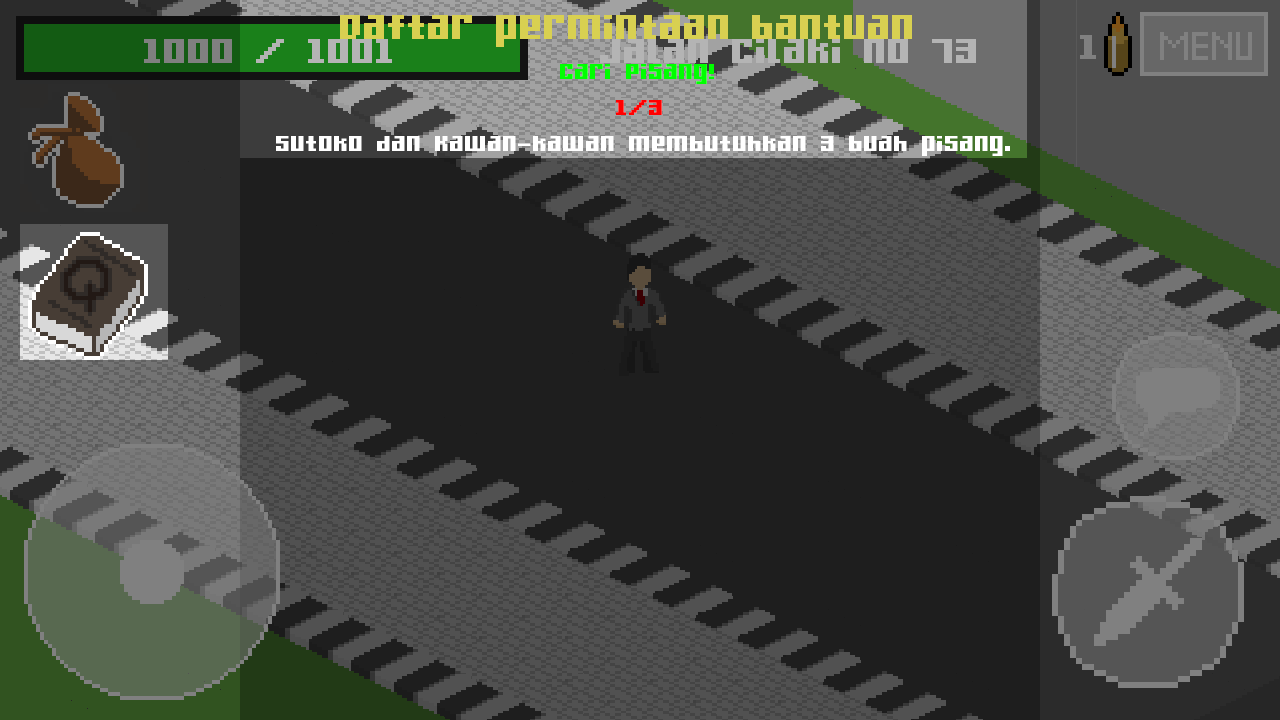 Daftar permintaan bantuan
1000 / 1001
Jalan Cilaki no 73
1
MENU
Cari Pisang!
1/3
Sutoko dan kawan-kawan membutuhkan 3 buah pisang.